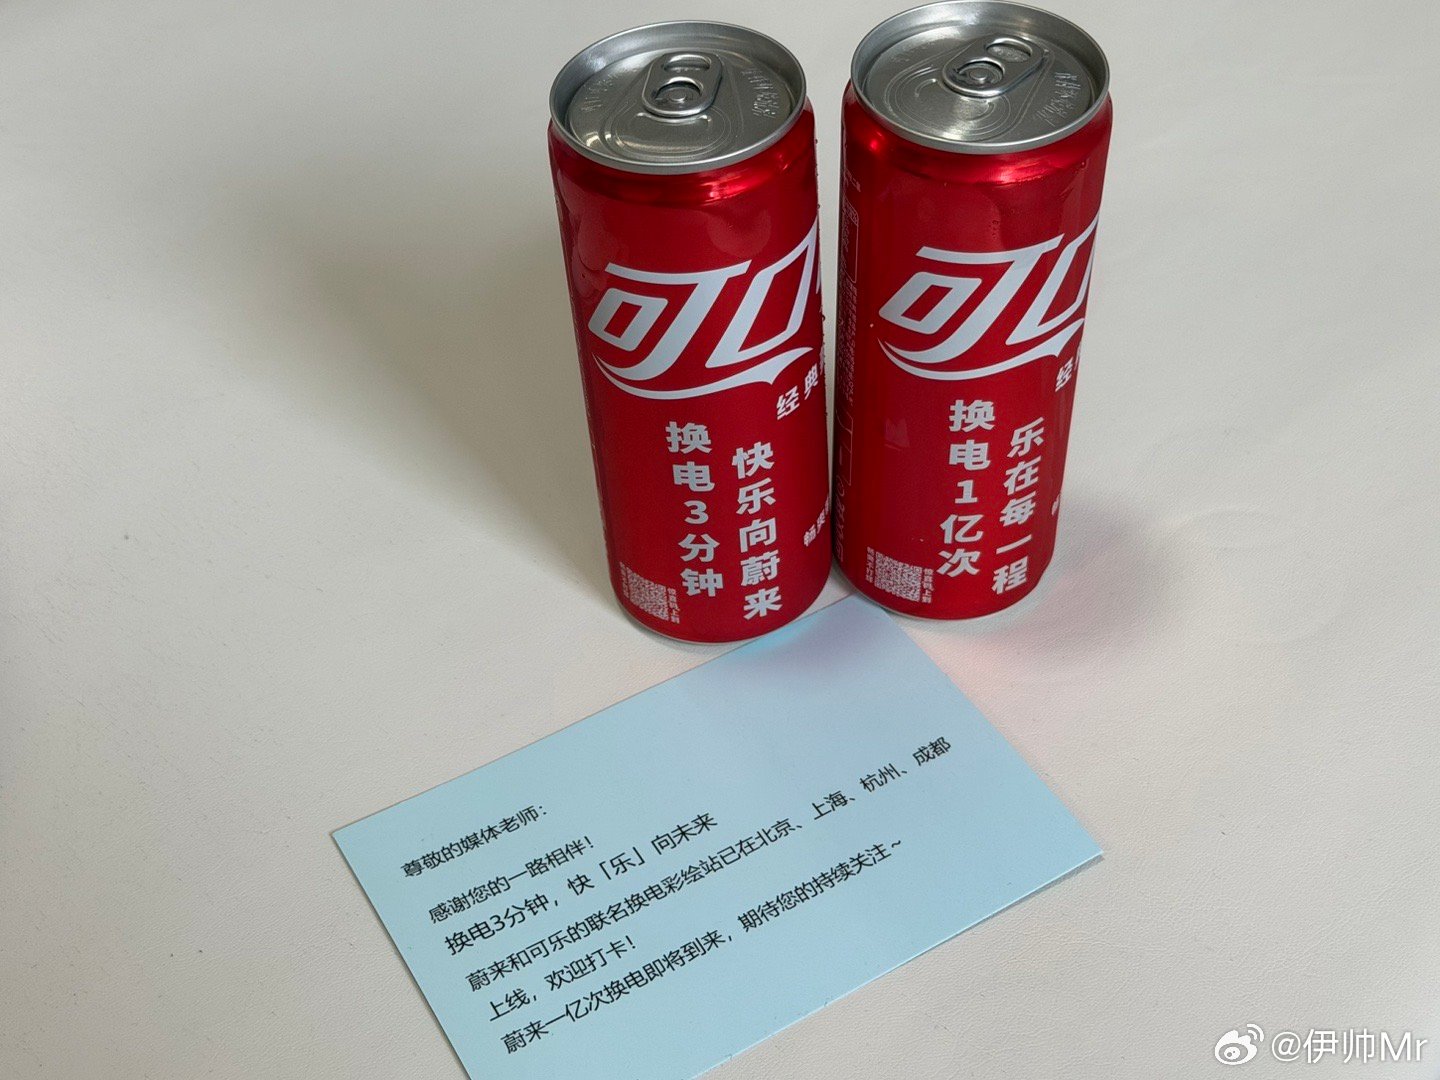 可口
经典
换电3分钟
快乐向蔚来
可口
经
换电1亿次
乐在每一程
尊敬的媒体老师：
感谢您的一路相伴！
换电3分钟，快「乐」向未来
蔚来和可乐的联名换电彩绘站已在北京、上海、杭州、成都
上线，欢迎打卡！
蔚来一亿次换电即将到来，期待您的持续关注~
@伊帅Mr